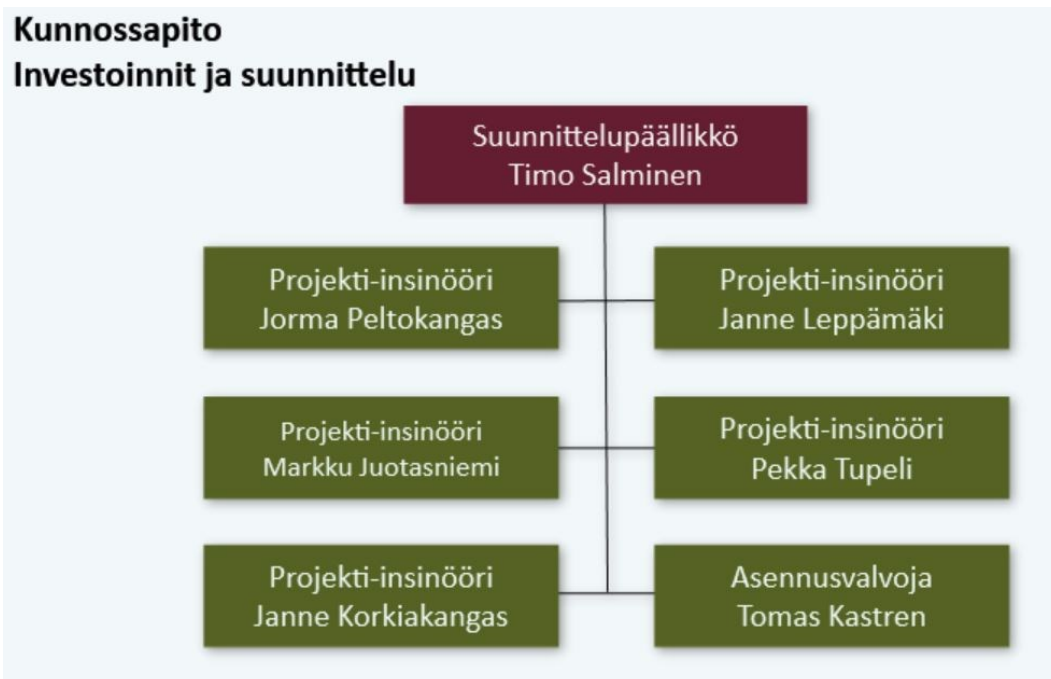 Kunnossapito
Investoinnit ja suunnittelu
Suunnittelupäällikkö
Timo Salminen
Projekti-insinööri
Jorma Peltokangas
Projekti-insinööri
Janne Leppämäki
Projekti-insinööri
Markku Juotasniemi
Projekti-insinööri
Pekka Tupeli
Projekti-insinööri
Janne Korkiakangas
Asennusvalvoja
Tomas Kastren